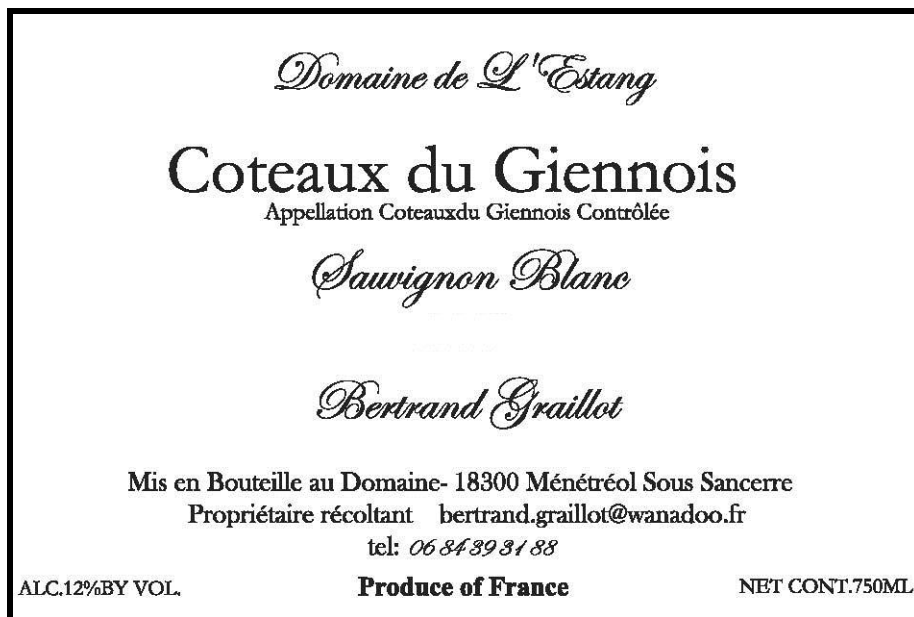 Domaine de L'Estang
Coteaux du Giennois
Appellation Coteauxdu Giennois Contrôlée
Sauvignon Blanc
Bertrand Graillot
Mis en Bouteille au Domaine- 18300 Ménétréol Sous Sancerre
Propriétaire récoltant bertrand.graillot@wanadoo.fr
tel: 06 84 39 31 88
ALC.12%BY VOL. Produce of France NET CONT.750ML